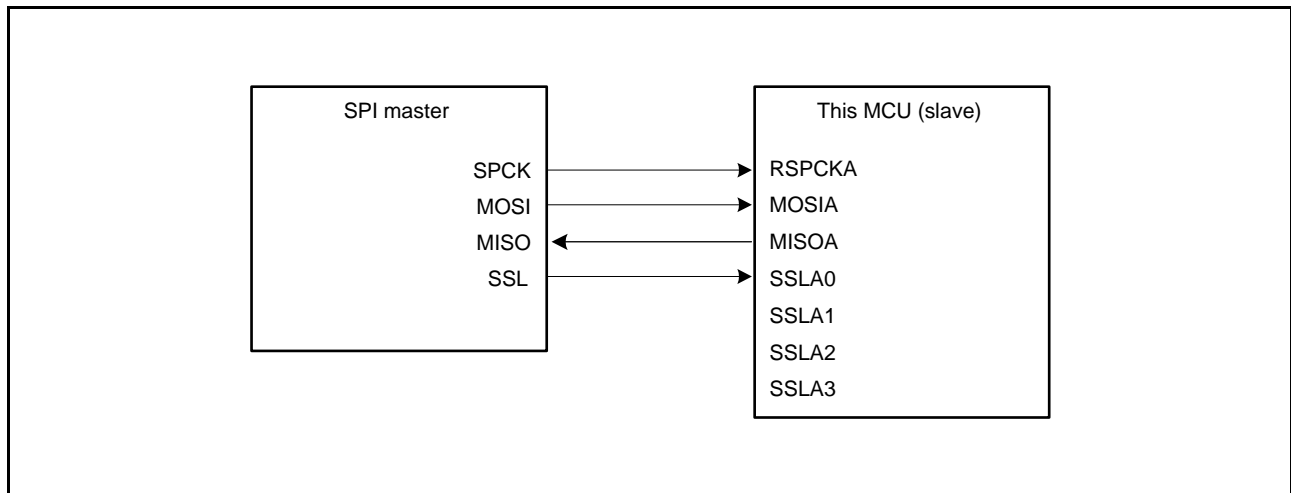 SPI master
SPCK
MOSI
MISO
SSL
This MCU (slave)
RSPCKA
MOSIA
MISOA
SSLA0
SSLA1
SSLA2
SSLA3